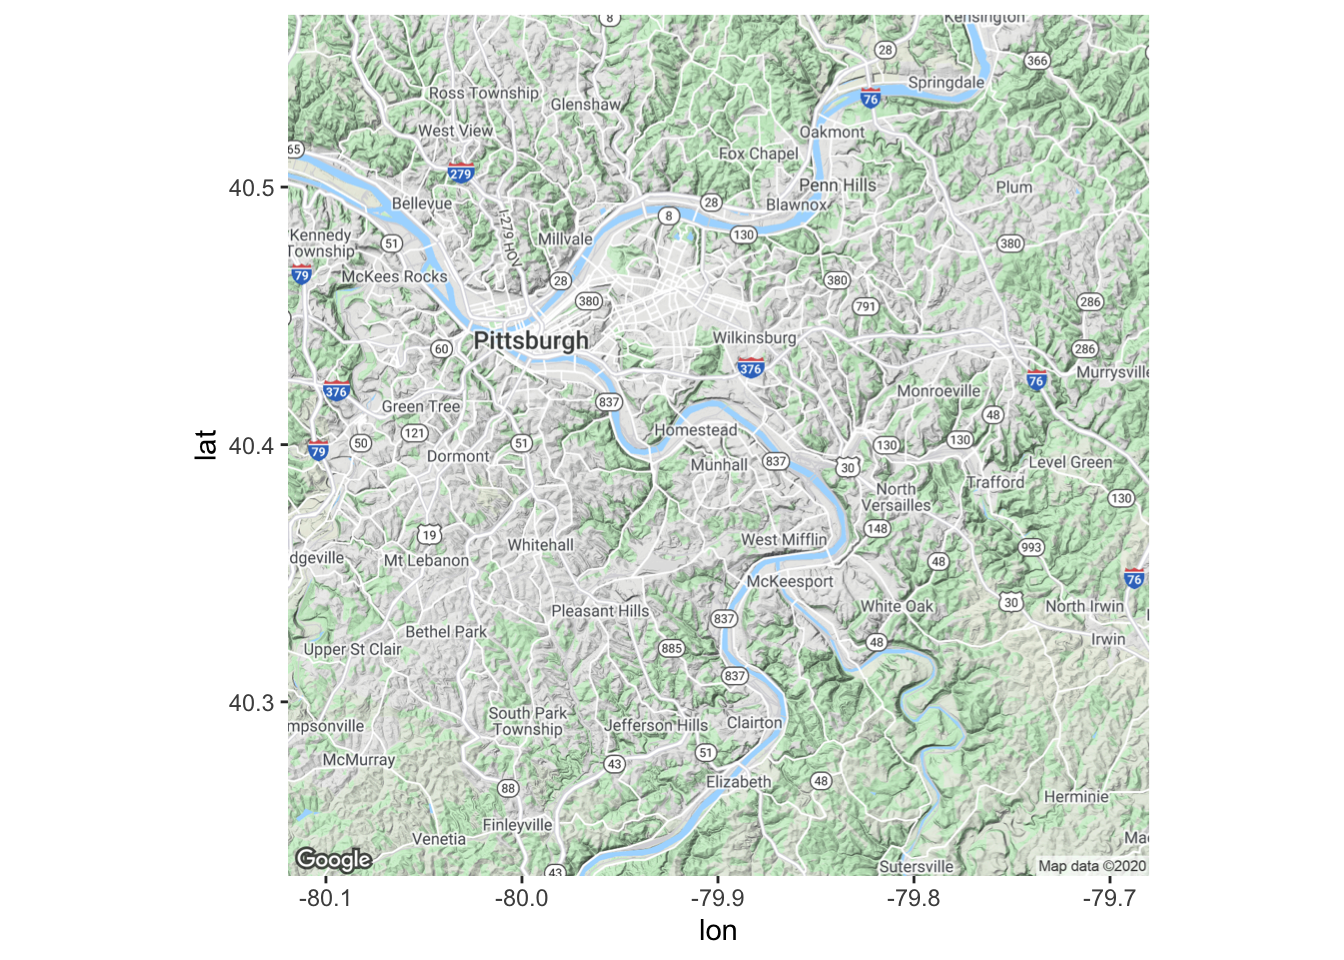 Kensington
8
28
366
Springdale
Ross Township
76
Glenshaw
West View
Oakmont
65
Fox Chapel
279
Penn Hills
Plum
40.5
Bellevue
28
Blawnox
8
I-279 HOV
130
Kennedy
Township
51
Millvale
380
79
McKees Rocks
28
380
380
286
791
Pittsburgh
Wilkinsburg
60
286
376
Murrysville
76
376
Monroeville
Green Tree
837
48
121
Homestead
lat
40.4
50
51
130
130
79
Dormont
Munhall
837
30
Level Green
Trafford
North
Versailles
130
19
148
Whitehall
West Mifflin
993
dgeville
Mt Lebanon
48
McKeesport
76
White Oak
30
North Irwin
Pleasant Hills
837
Bethel Park
Irwin
48
Upper St Clair
885
837
40.3
South Park
Township
Jefferson Hills
Clairton
mpsonville
51
McMurray
43
Elizabeth
48
88
Herminie
Finleyville
Venetia
Ma
Google
43
Sutersville
Map data ©2020
-80.1
-80.0
-79.9
-79.8
-79.7
lon